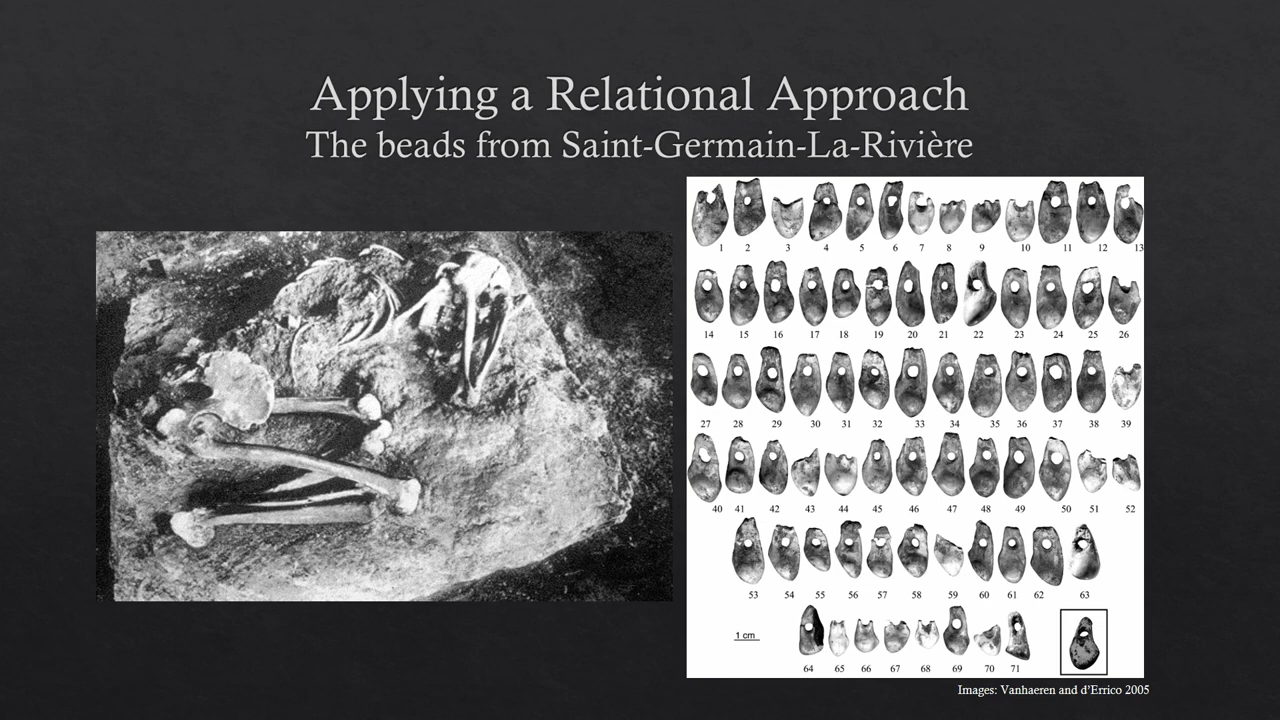 Applying a Relational Approach
The beads from Saint-Germain-La-Rivière
1 2 3 4 5 6 7 8 9 10 11 12 13
14 15 16 17 18 19 20 21 22 23 24 25 26
27 28 29 30 31 32 33 34 35 36 37 38 39
40 41 42 43 44 45 46 47 48 49 50 51 52
53 54 55 56 57 58 59 60 61 62 63
1 cm
64 65 66 67 68 69 70 71
Images: Vanhaeren and d'Errico 2005